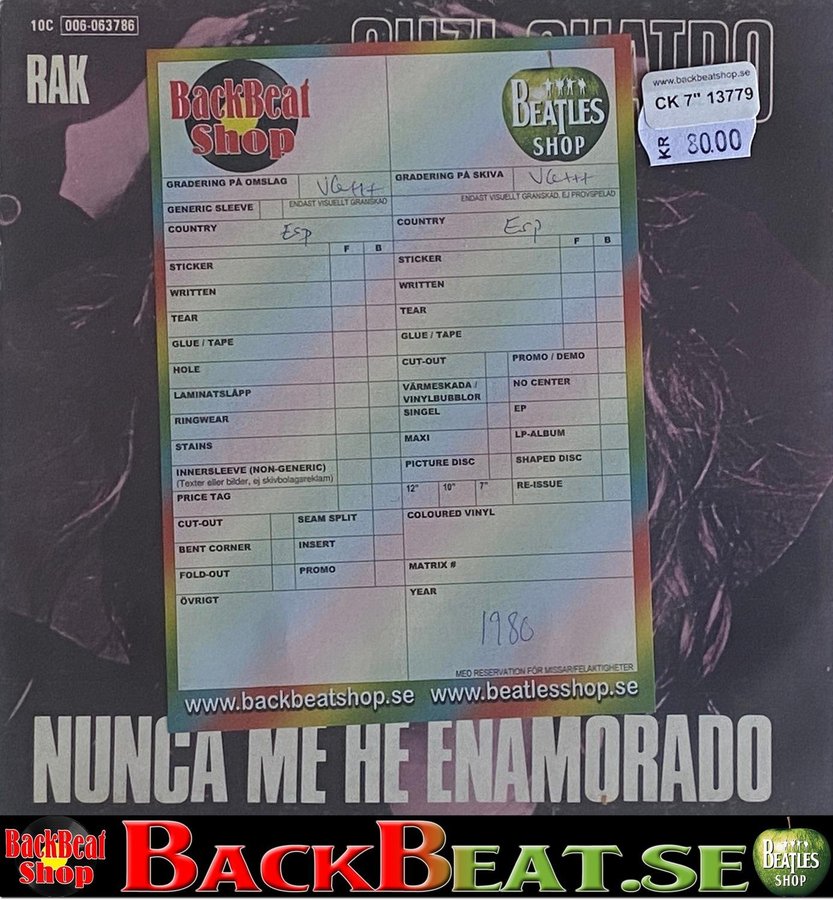 10C 006-063786
SUZI QUATRO
RAK
BackBeat
Shop
BEATLES
SHOP
www.backbeatshop.se
CK 7" 13779
KR 80.00
GRADERING PÅ OMSLAG VG+++
GRADERING PÅ SKIVA VG+++
ENDAST VISUELLT GRANSKAD
ENDAST VISUELLT GRANSKAD, EJ PROVSPELAD
GENERIC SLEEVE
COUNTRY Esp
COUNTRY Esp
F B
F B
STICKER
STICKER
WRITTEN
WRITTEN
TEAR
TEAR
GLUE / TAPE
GLUE / TAPE
HOLE
CUT-OUT PROMO / DEMO
LAMINATSLÄPP
VÄRMESKADA /
VINYLBUBBLOR
NO CENTER
RINGWEAR
SINGEL EP
STAINS
MAXI LP-ALBUM
INNERSLEEVE (NON-GENERIC)
(Texter eller bilder, ej skivbolagsreklam)
PICTURE DISC SHAPED DISC
PRICE TAG
12" 10" 7" RE-ISSUE
CUT-OUT SEAM SPLIT
COLOURED VINYL
BENT CORNER INSERT
FOLD-OUT PROMO
MATRIX #
ÖVRIGT
YEAR
1980
MED RESERVATION FÖR MISSAR/FELAKTIGHETER
www.backbeatshop.se www.beatlesshop.se
NUNCA ME HE ENAMORADO
BackBeat
Shop
BACKBEAT.SE
BEATLES
SHOP